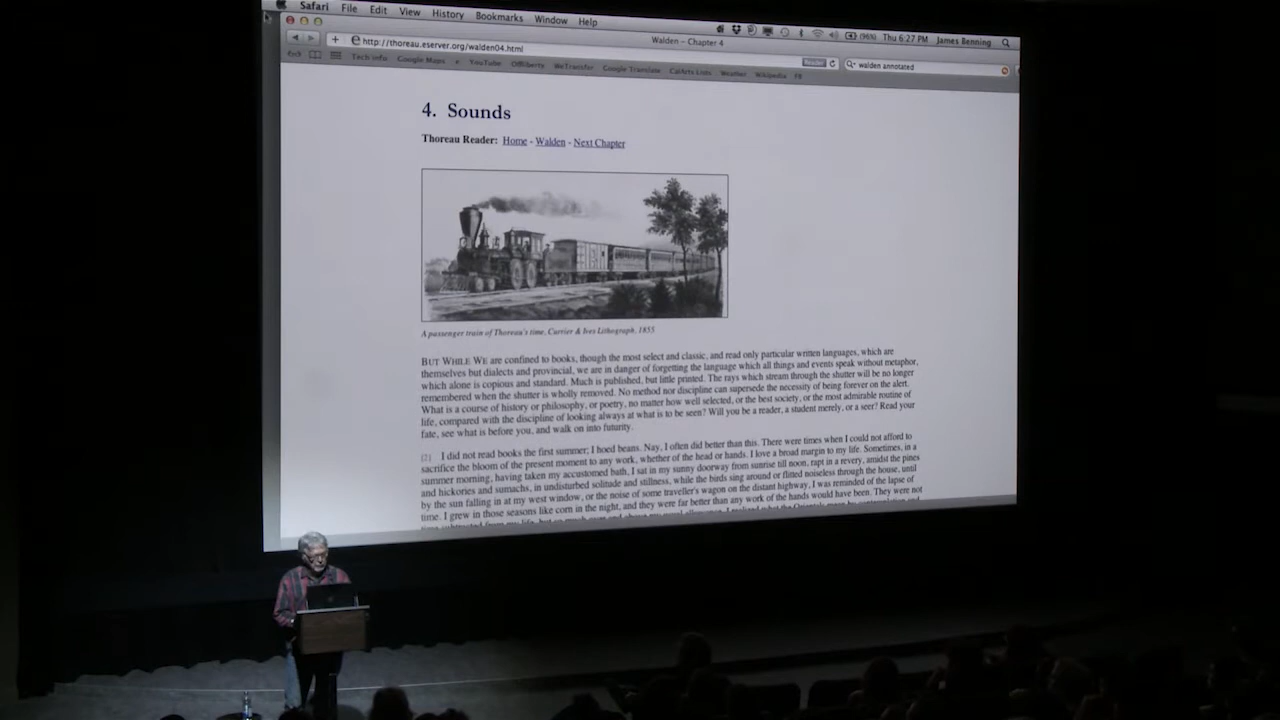 Safari File Edit View History Bookmarks Window Help (96%) Thu 6:27 PM James Benning
Walden – Chapter 4
http://thoreau.eserver.org/walden04.html Reader walden annotated
Tech info Google Maps YouTube OffLiberty WeTransfer Google Translate CalArts Lists Weather Wikipedia FB
4. Sounds
Thoreau Reader: Home - Walden - Next Chapter
A passenger train of Thoreau's time, Currier & Ives Lithograph, 1855
BUT WHILE WE are confined to books, though the most select and classic, and read only particular written languages, which are
themselves but dialects and provincial, we are in danger of forgetting the language which all things and events speak without metaphor,
which alone is copious and standard. Much is published, but little printed. The rays which stream through the shutter will be no longer
remembered when the shutter is wholly removed. No method nor discipline can supersede the necessity of being forever on the alert.
What is a course of history or philosophy, or poetry, no matter how well selected, or the best society, or the most admirable routine of
life, compared with the discipline of looking always at what is to be seen? Will you be a reader, a student merely, or a seer? Read your
fate, see what is before you, and walk on into futurity.
[2] I did not read books the first summer; I hoed beans. Nay, I often did better than this. There were times when I could not afford to
sacrifice the bloom of the present moment to any work, whether of the head or hands. I love a broad margin to my life. Sometimes, in a
summer morning, having taken my accustomed bath, I sat in my sunny doorway from sunrise till noon, rapt in a revery, amidst the pines
and hickories and sumachs, in undisturbed solitude and stillness, while the birds sing around or flitted noiseless through the house, until
by the sun falling in at my west window, or the noise of some traveller's wagon on the distant highway, I was reminded of the lapse of
time. I grew in those seasons like corn in the night, and they were far better than any work of the hands would have been. They were not